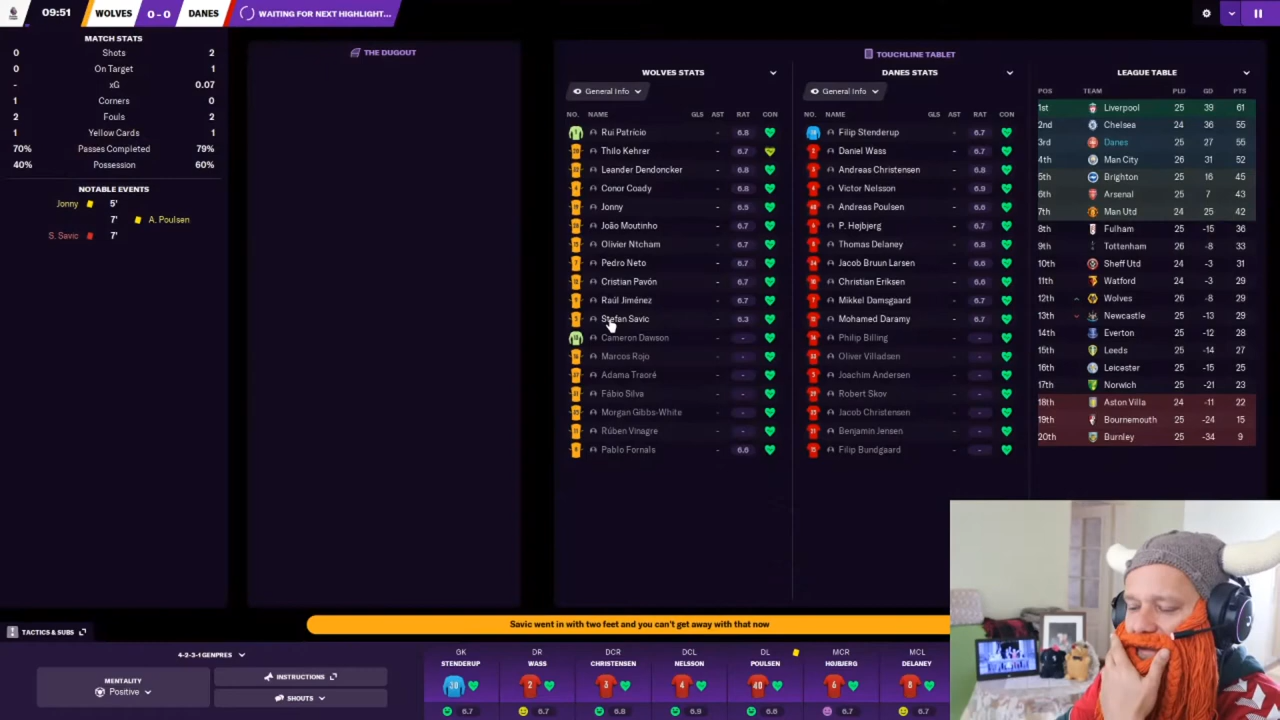 09:51 WOLVES 0 - 0 DANES WAITING FOR NEXT HIGHLIGHT...
MATCH STATS
0 Shots 2
0 On Target 1
- xG 0.07
1 Corners 0
2 Fouls 2
1 Yellow Cards 1
70% Passes Completed 79%
40% Possession 60%
NOTABLE EVENTS
Jonny 5'
7' A. Poulsen
S. Savic 7'
THE DUGOUT
TOUCHLINE TABLET
WOLVES STATS
General Info
NO. NAME GLS AST RAT CON
Rui Patrício - 6.8
Thilo Kehrer - 6.7
Leander Dendoncker - 6.8
4 Conor Coady - 6.8
Jonny - 6.9
João Moutinho - 6.7
Olivier Ntcham - 6.7
7 Pedro Neto - 6.7
Cristian Pavón - 6.7
9 Raúl Jiménez - 6.7
Stefan Savic - 6.3
Cameron Dawson - -
Marcos Rojo - -
Adama Traoré - -
Fábio Silva - -
Morgan Gibbs-White - -
Rúben Vinagre - -
Pablo Fornals - 6.6
DANES STATS
General Info
NO. NAME GLS AST RAT CON
Filip Stenderup - 6.7
2 Daniel Wass - 6.7
3 Andreas Christensen - 6.8
4 Victor Nelsson - 6.9
40 Andreas Poulsen - 6.6
6 P. Højbjerg - 6.7
8 Thomas Delaney - 6.8
Jacob Bruun Larsen - 6.6
Christian Eriksen - 6.6
Mikkel Damsgaard - 6.7
Mohamed Daramy - 6.7
Philip Billing - -
Oliver Villadsen - -
Joachim Andersen - -
Robert Skov - -
Jacob Christensen - -
Benjamin Jensen - -
Filip Bundgaard - -
LEAGUE TABLE
POS TEAM PLD GD PTS
1st Liverpool 25 39 61
2nd Chelsea 24 36 55
3rd Danes 25 27 55
4th Man City 26 31 52
5th Brighton 25 16 45
6th Arsenal 25 7 43
7th Man Utd 24 25 42
8th Fulham 25 -15 36
9th Tottenham 26 -8 33
10th Sheff Utd 24 -3 31
11th Watford 24 -3 29
12th Wolves 26 -8 29
13th Newcastle 25 -13 29
14th Everton 25 -12 28
15th Leeds 25 -14 27
16th Leicester 25 -15 25
17th Norwich 25 -21 23
18th Aston Villa 24 -11 22
19th Bournemouth 25 -24 15
20th Burnley 25 -34 9
Savic went in with two feet and you can't get away with that now
TACTICS & SUBS
4-2-3-1 GENPRES
MENTALITY
Positive
INSTRUCTIONS
SHOUTS
GK DR DCR DCL DL MCR MCL
STENDERUP WASS CHRISTENSEN NELSSON POULSEN HØJBJERG DELANEY
30 2 3 4 40 6 8
6.7 6.7 6.8 6.9 6.6 6.7 6.7